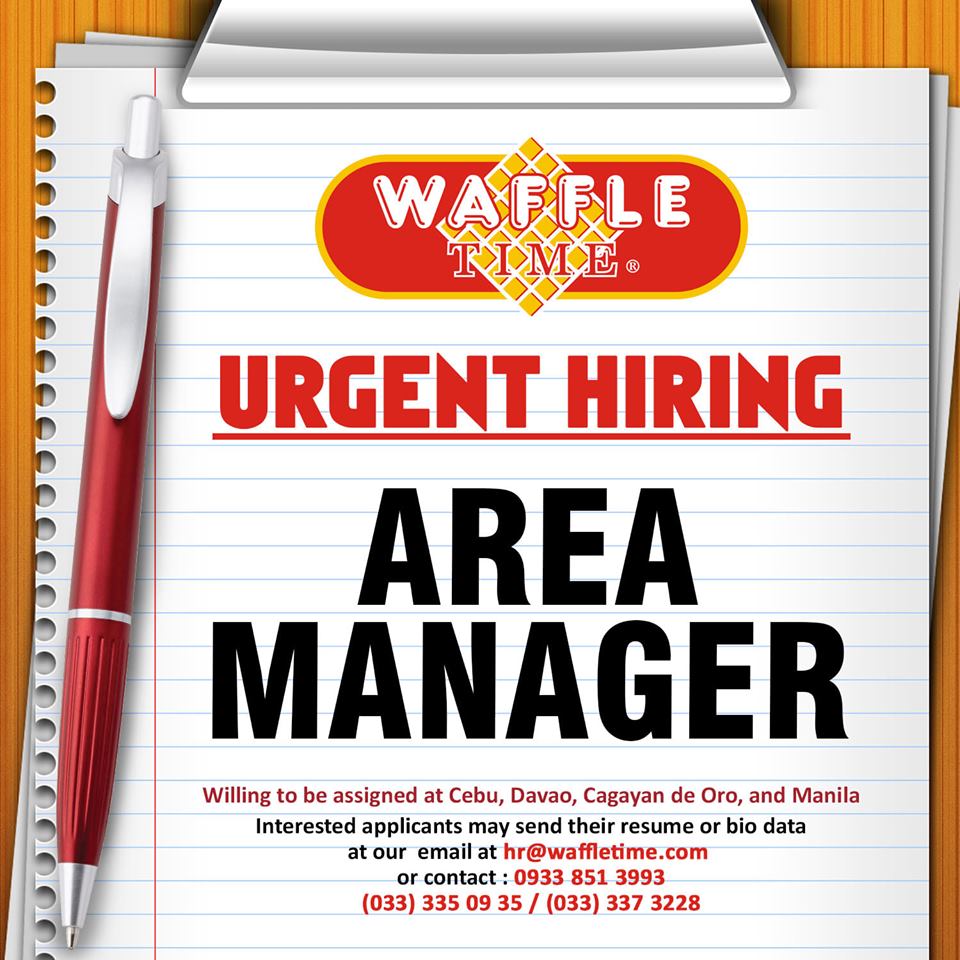 WAFFLE
TIME®
URGENT HIRING
AREA
MANAGER
Willing to be assigned at Cebu, Davao, Cagayan de Oro, and Manila
Interested applicants may send their resume or bio data
at our email at hr@waffletime.com
or contact : 0933 851 3993
(033) 335 09 35 / (033) 337 3228